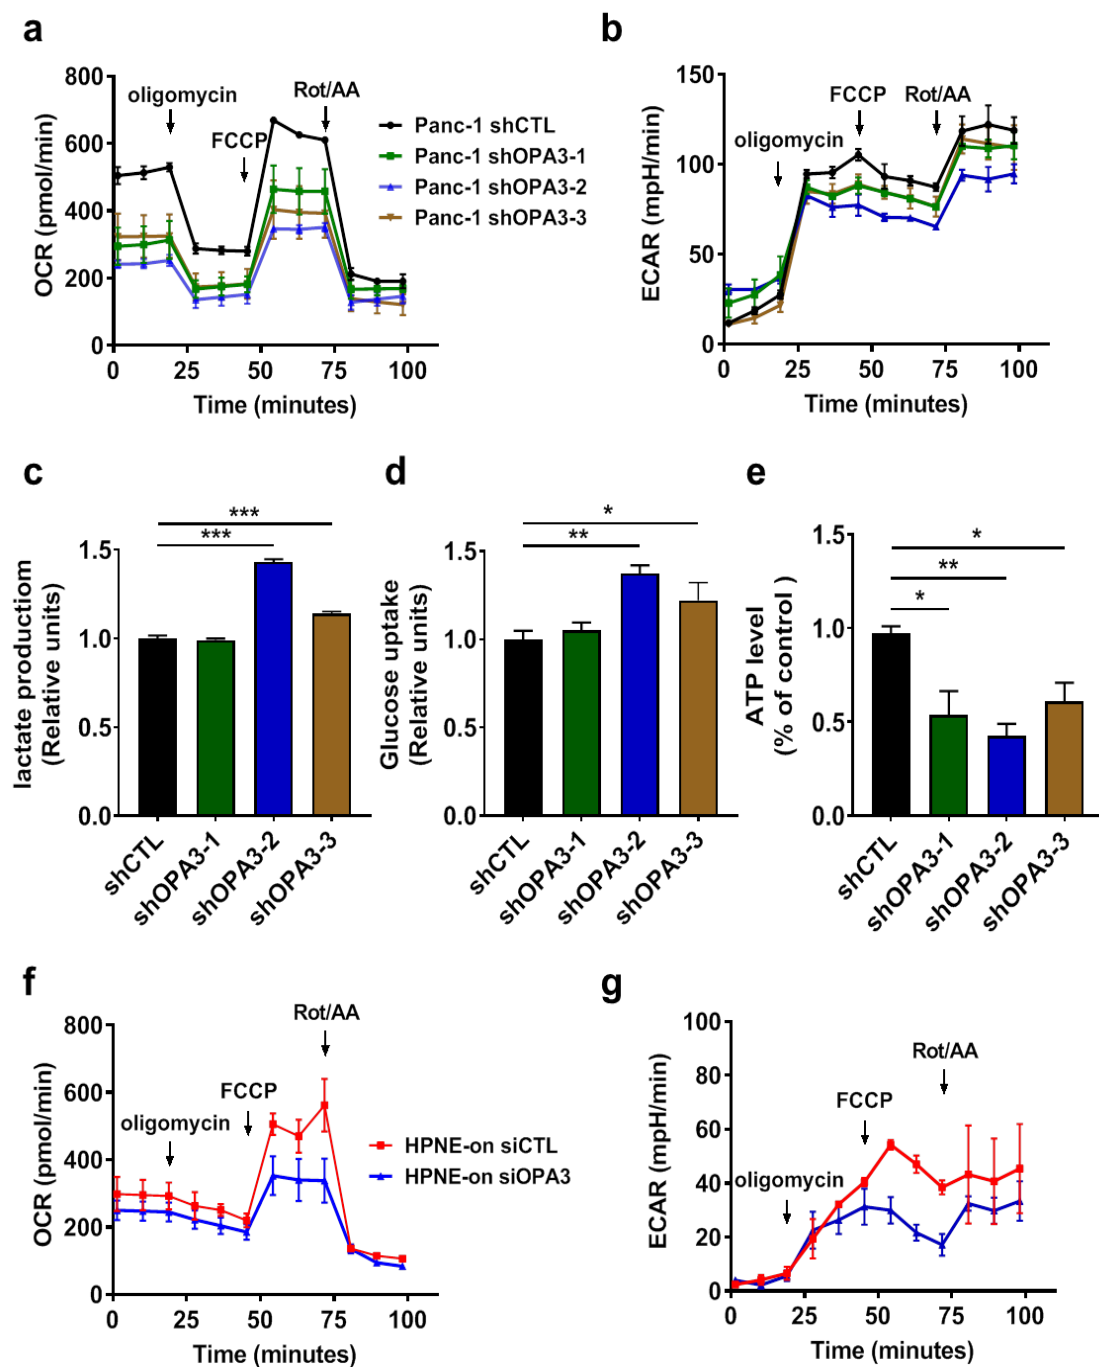 a
800
600
400
200
0
OCR (pmol/min)
oligomycin
FCCP
Rot/AA
Panc-1 shCTL
Panc-1 shOPA3-1
Panc-1 shOPA3-2
Panc-1 shOPA3-3
0 25 50 75 100
Time (minutes)
b
150
100
50
0
ECAR (mpH/min)
oligomycin
FCCP
Rot/AA
0 25 50 75 100
Time (minutes)
c
lactate productiom
(Relative units)
1.5
1.0
0.5
0.0
***
***
shCTL
shOPA3-1
shOPA3-2
shOPA3-3
d
Glucose uptake
(Relative units)
1.5
1.0
0.5
0.0
*
**
shCTL
shOPA3-1
shOPA3-2
shOPA3-3
e
ATP level
(% of control )
1.5
1.0
0.5
0.0
*
**
*
shCTL
shOPA3-1
shOPA3-2
shOPA3-3
f
800
600
400
200
0
OCR (pmol/min)
oligomycin
FCCP
Rot/AA
HPNE-on siCTL
HPNE-on siOPA3
0 25 50 75 100
Time (minutes)
g
100
80
60
40
20
0
ECAR (mpH/min)
oligomycin
FCCP
Rot/AA
0 25 50 75 100
Time (minutes)